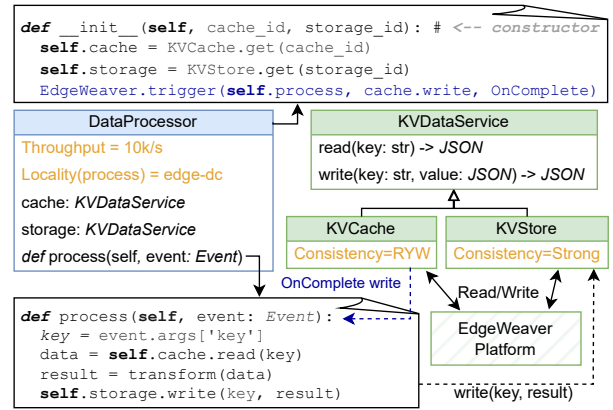 def __init__(self, cache_id, storage_id): # <-- constructor
self.cache = KVCache.get(cache_id)
self.storage = KVStore.get(storage_id)
EdgeWeaver.trigger(self.process, cache.write, OnComplete)
DataProcessor
Throughput = 10k/s
Locality(process) = edge-dc
cache: KVDataService
storage: KVDataService
def process(self, event: Event)
KVDataService
read(key: str) -> JSON
write(key: str, value: JSON) -> JSON
KVCache
Consistency=RYW
KVStore
Consistency=Strong
OnComplete write
Read/Write
EdgeWeaver
Platform
def process(self, event: Event):
key = event.args['key']
data = self.cache.read(key)
result = transform(data)
self.storage.write(key, result)
write(key, result)